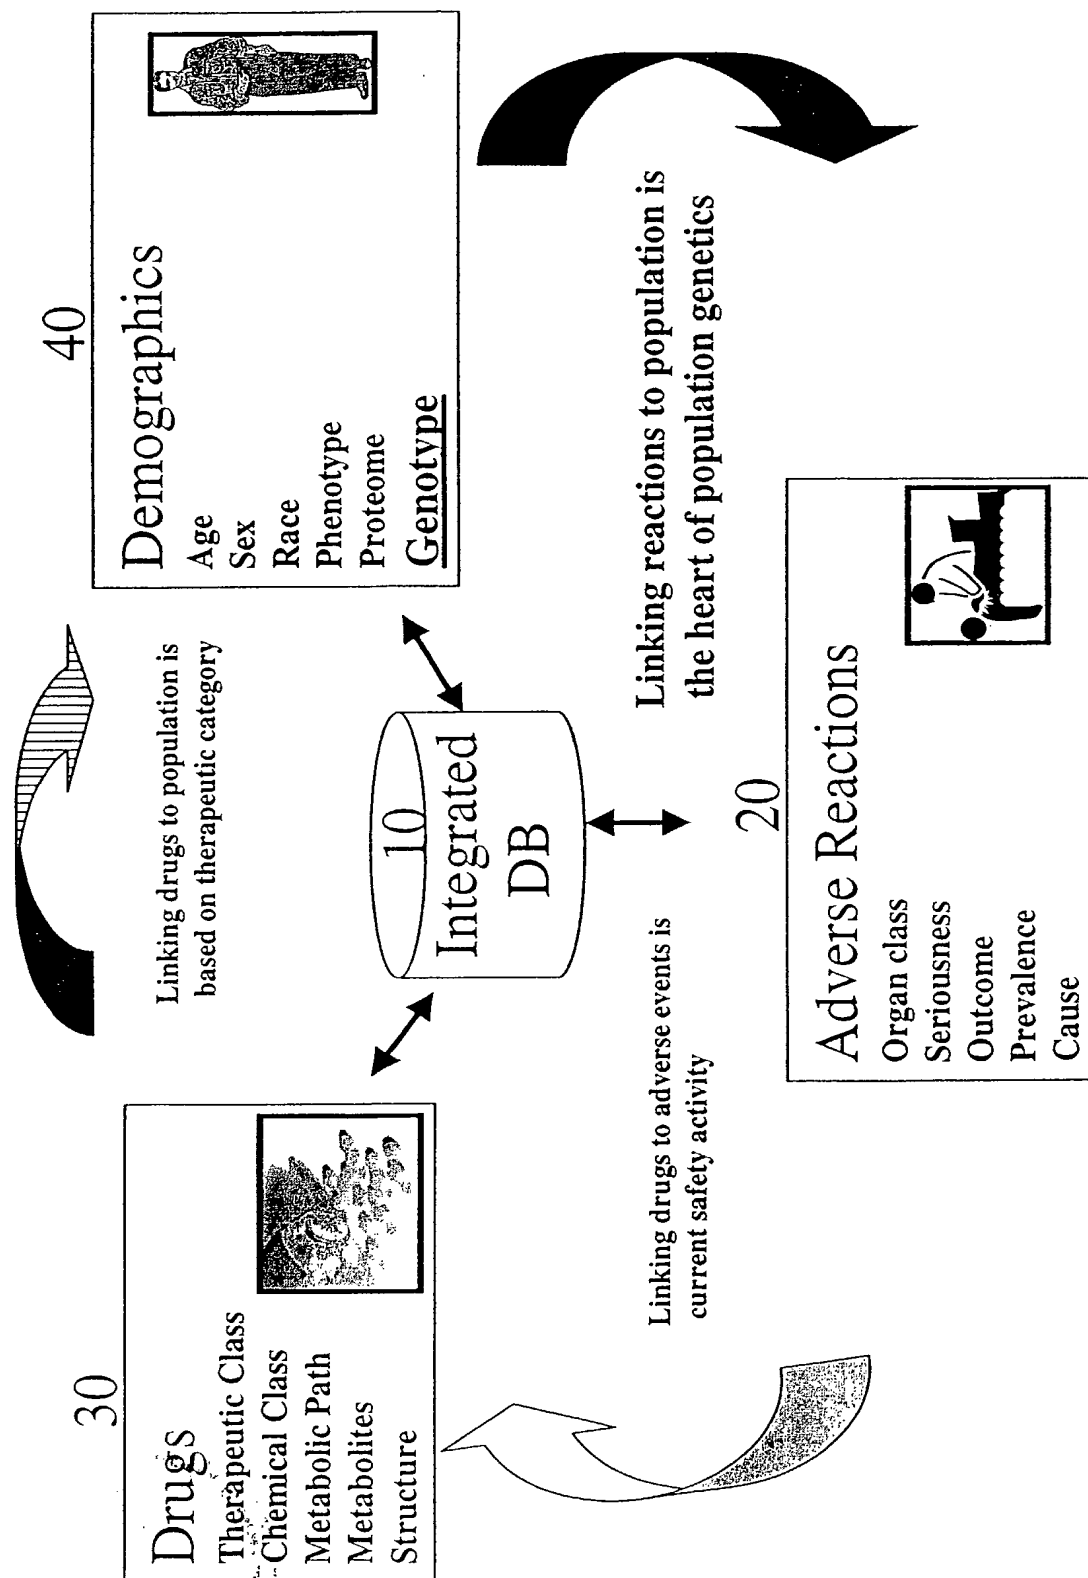 30
Drugs
Therapeutic Class
Chemical Class
Metabolic Path
Metabolites
Structure
Linking drugs to population is
based on therapeutic category
40
Demographics
Age
Sex
Race
Phenotype
Proteome
Genotype
10
Integrated
DB
Linking drugs to adverse events is
current safety activity
Linking reactions to population is
the heart of population genetics
20
Adverse Reactions
Organ class
Seriousness
Outcome
Prevalence
Cause